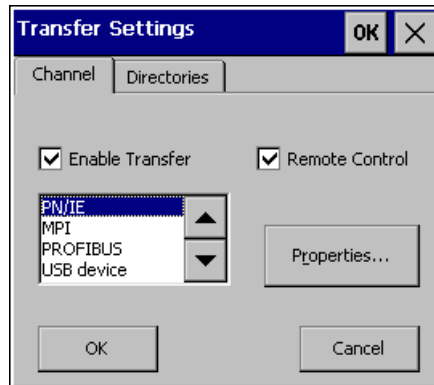 Transfer Settings OK
Channel Directories
Enable Transfer Remote Control
PN/IE
MPI
PROFIBUS
USB device
Properties...
OK Cancel